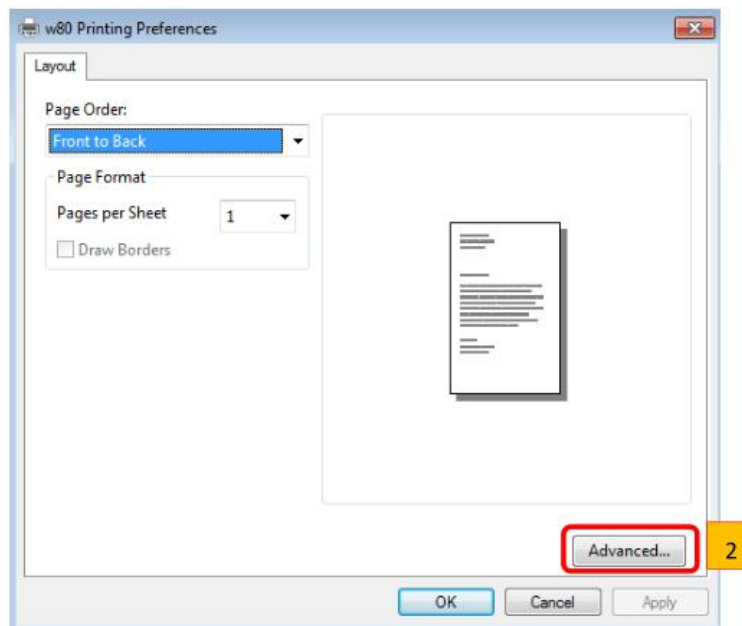 w80 Printing Preferences
Layout
Page Order:
Front to Back
Page Format
Pages per Sheet 1
Draw Borders
Advanced... 2
OK Cancel Apply